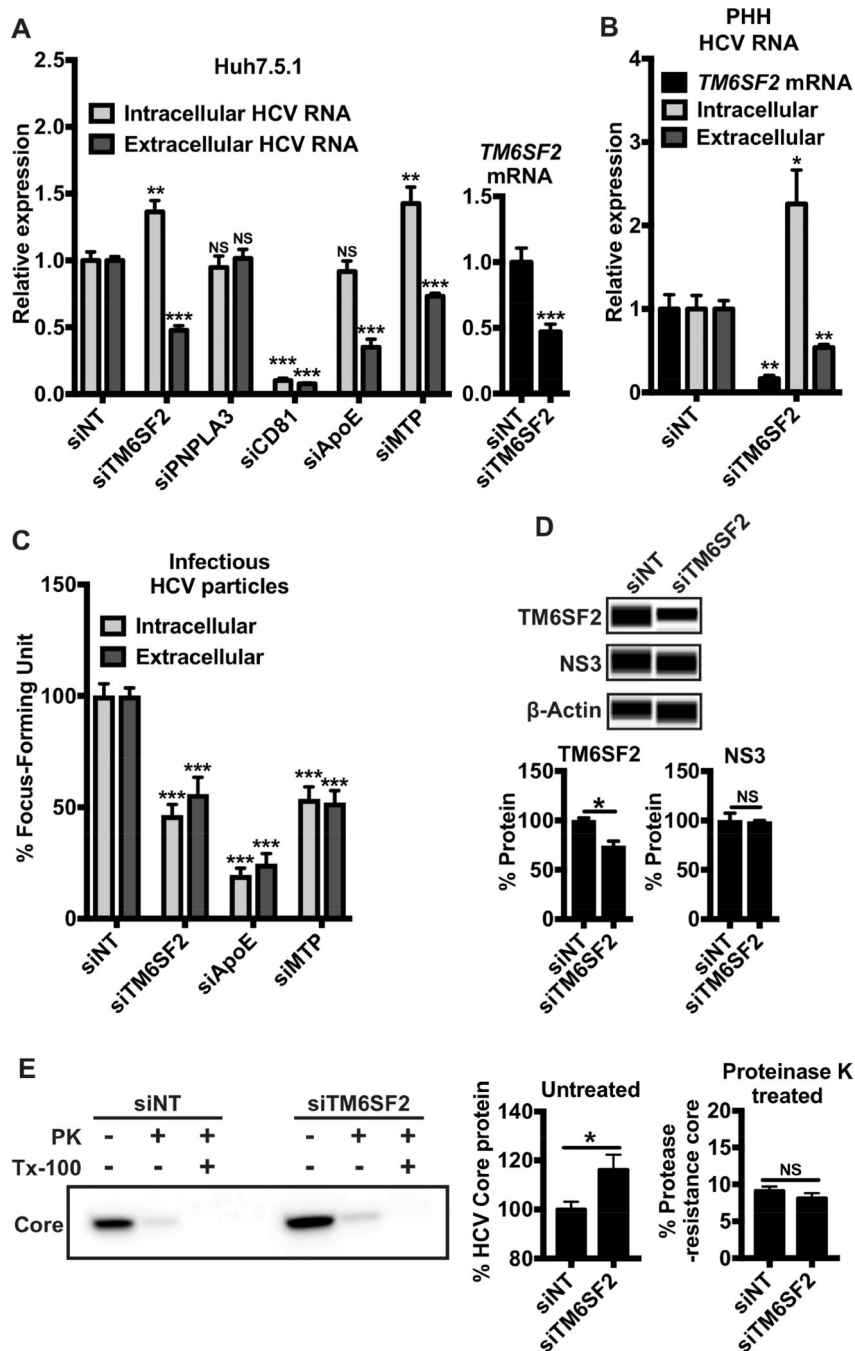 A
Huh7.5.1
Intracellular HCV RNA
Extracellular HCV RNA
Relative expression
2.5
2.0
1.5
1.0
0.5
0.0
**
***
NS
NS
***
***
NS
***
**
***
siNT
siTM6SF2
siPNPLA3
siCD81
siApoE
siMTP
TM6SF2
mRNA
1.5
1.0
0.5
0.0
***
siNT
siTM6SF2
B
PHH
HCV RNA
TM6SF2 mRNA
Intracellular
Extracellular
Relative expression
4
3
2
1
0
**
*
**
siNT
siTM6SF2
C
Infectious
HCV particles
Intracellular
Extracellular
% Focus-Forming Unit
150
100
50
0
***
***
***
***
***
***
siNT
siTM6SF2
siApoE
siMTP
D
siNT
siTM6SF2
TM6SF2
NS3
β-Actin
TM6SF2
% Protein
150
100
50
0
*
siNT
siTM6SF2
NS3
% Protein
150
100
50
0
NS
siNT
siTM6SF2
E
siNT siTM6SF2
PK - + + - + +
Tx-100 - - + - - +
Core
Untreated
% HCV Core protein
140
120
100
80
*
siNT
siTM6SF2
Proteinase K
treated
% Protease
-resistance core
20
15
10
5
0
NS
siNT
siTM6SF2